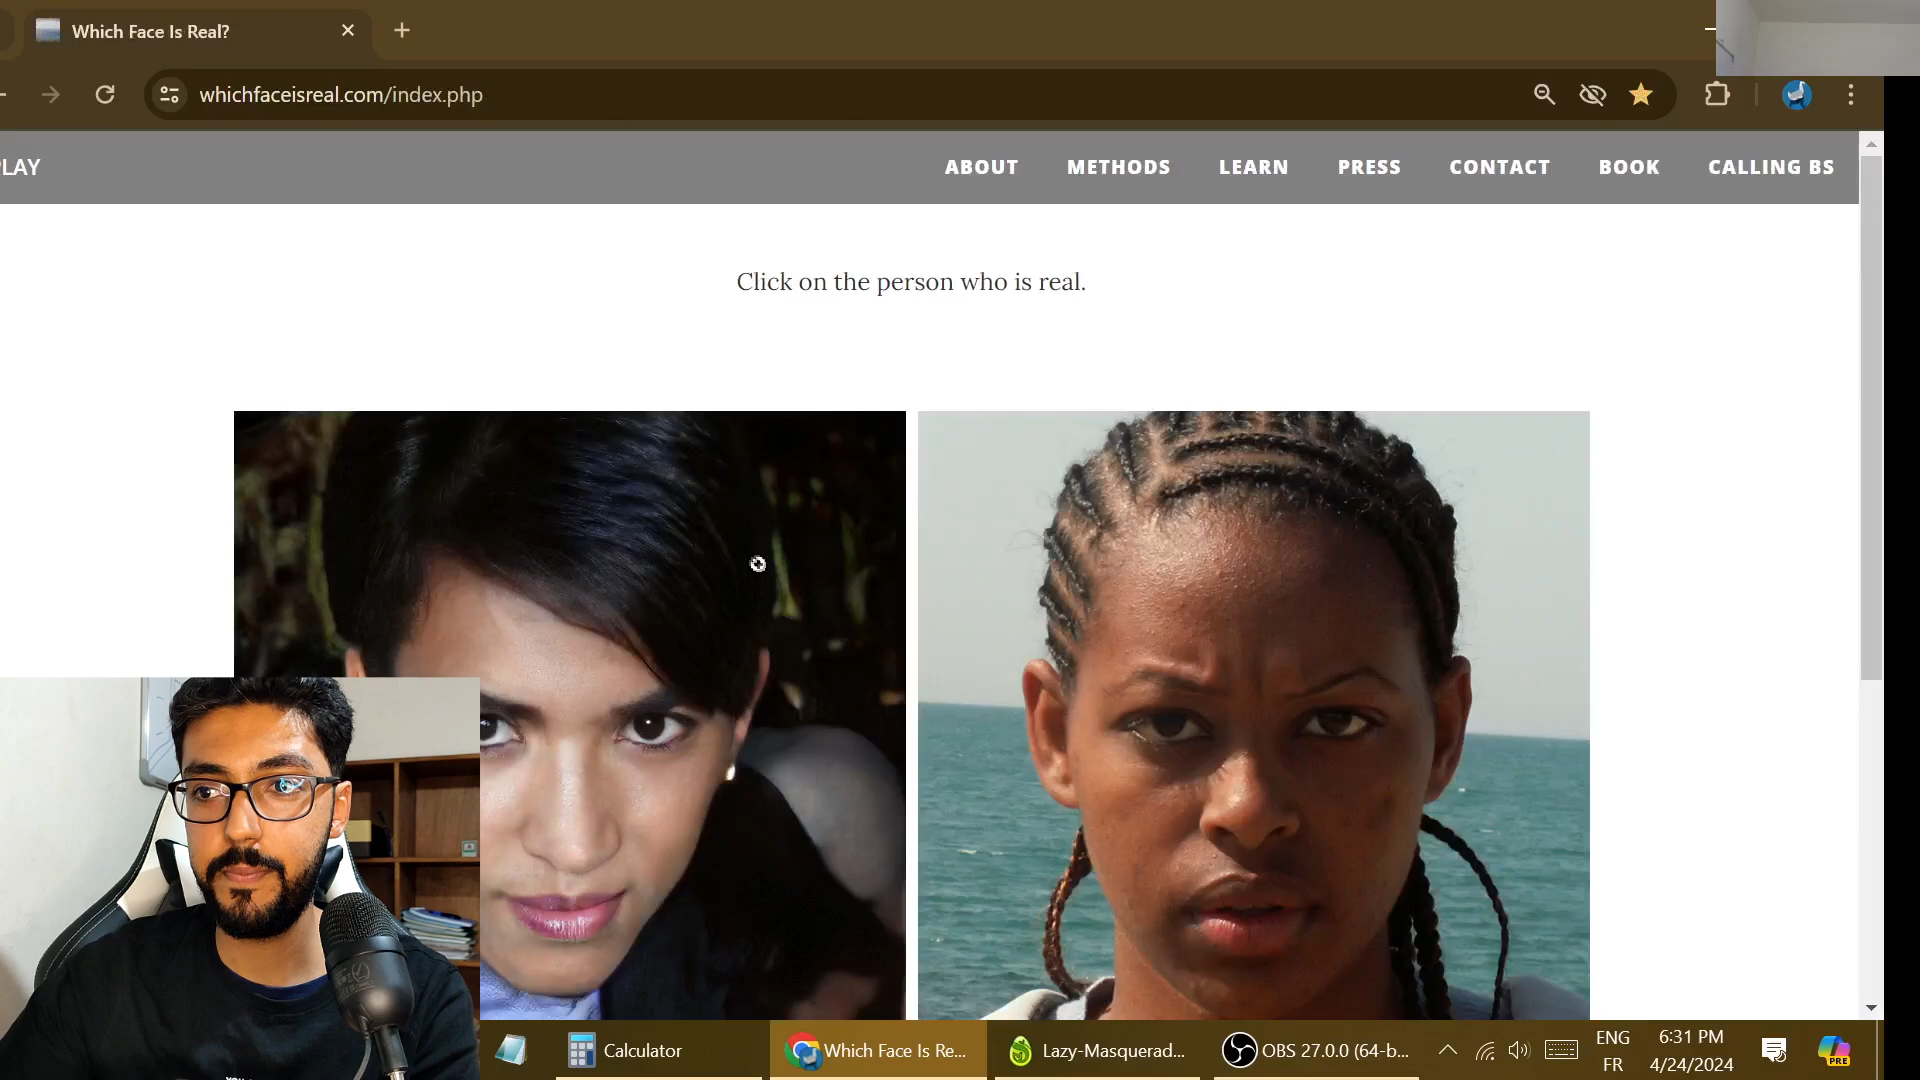 Which Face Is Real?
whichfaceisreal.com/index.php
PLAY
ABOUT METHODS LEARN PRESS CONTACT BOOK CALLING BS
Click on the person who is real.
Calculator
Which Face Is Re...
Lazy-Masquerad...
OBS 27.0.0 (64-b...
ENG
FR
6:31 PM
4/24/2024
PRE